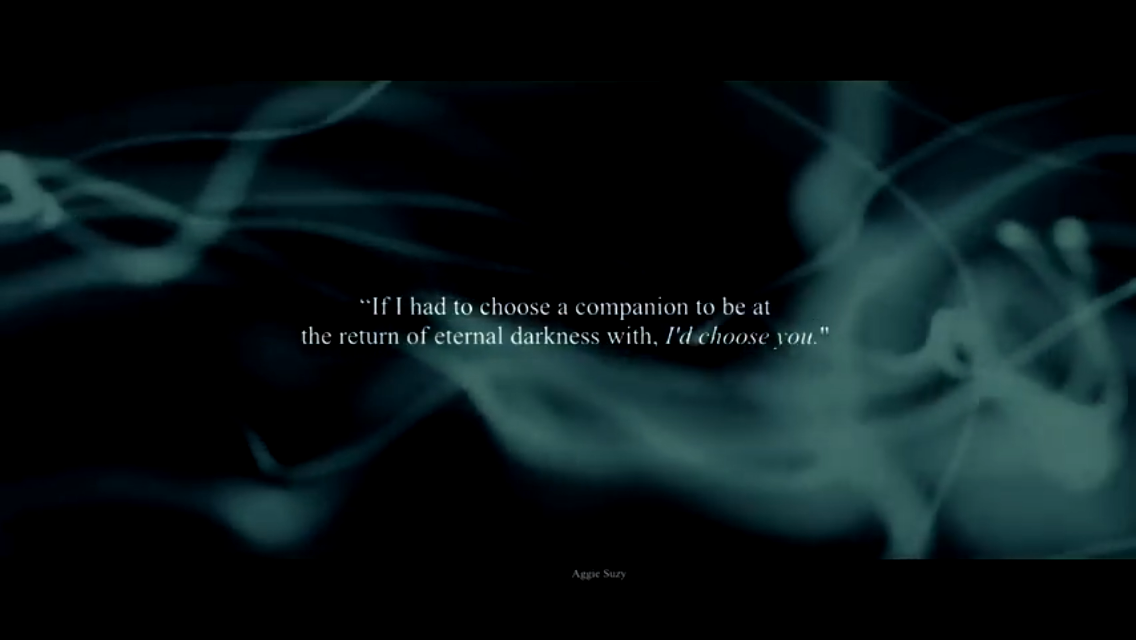 “If I had to choose a companion to be at
the return of eternal darkness with, I'd choose you."
Aggie Suzy